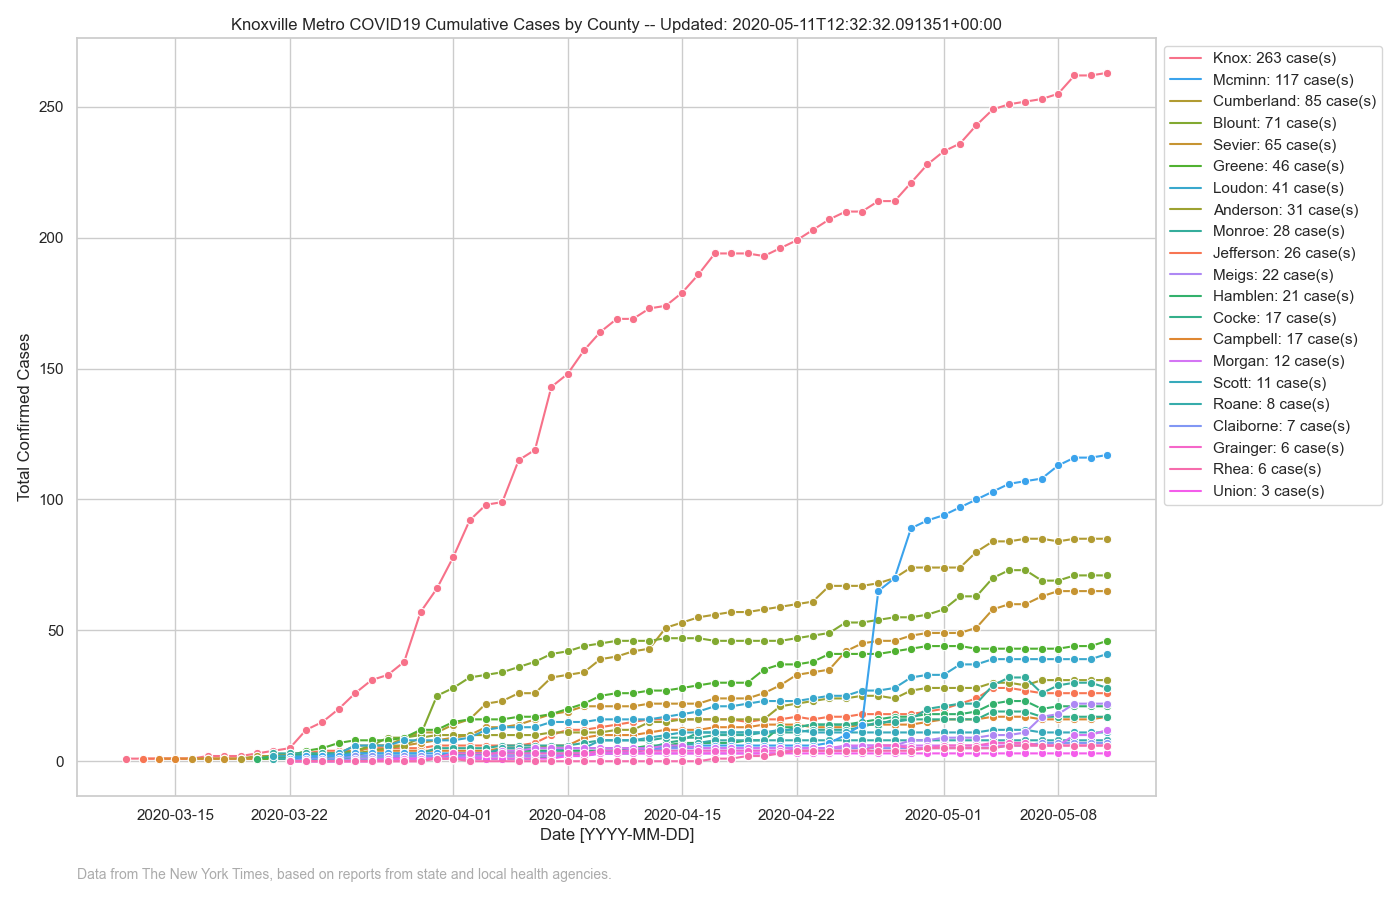 Knoxville Metro COVID19 Cumulative Cases by County -- Updated: 2020-05-11T12:32:32.091351+00:00
Knox: 263 case(s)
Mcminn: 117 case(s)
Cumberland: 85 case(s)
Blount: 71 case(s)
Sevier: 65 case(s)
Greene: 46 case(s)
Loudon: 41 case(s)
Anderson: 31 case(s)
Monroe: 28 case(s)
Jefferson: 26 case(s)
Meigs: 22 case(s)
Hamblen: 21 case(s)
Cocke: 17 case(s)
Campbell: 17 case(s)
Morgan: 12 case(s)
Scott: 11 case(s)
Roane: 8 case(s)
Claiborne: 7 case(s)
Grainger: 6 case(s)
Rhea: 6 case(s)
Union: 3 case(s)
Total Confirmed Cases
250
200
150
100
50
0
2020-03-15 2020-03-22 2020-04-01 2020-04-08 2020-04-15 2020-04-22 2020-05-01 2020-05-08
Date [YYYY-MM-DD]
Data from The New York Times, based on reports from state and local health agencies.